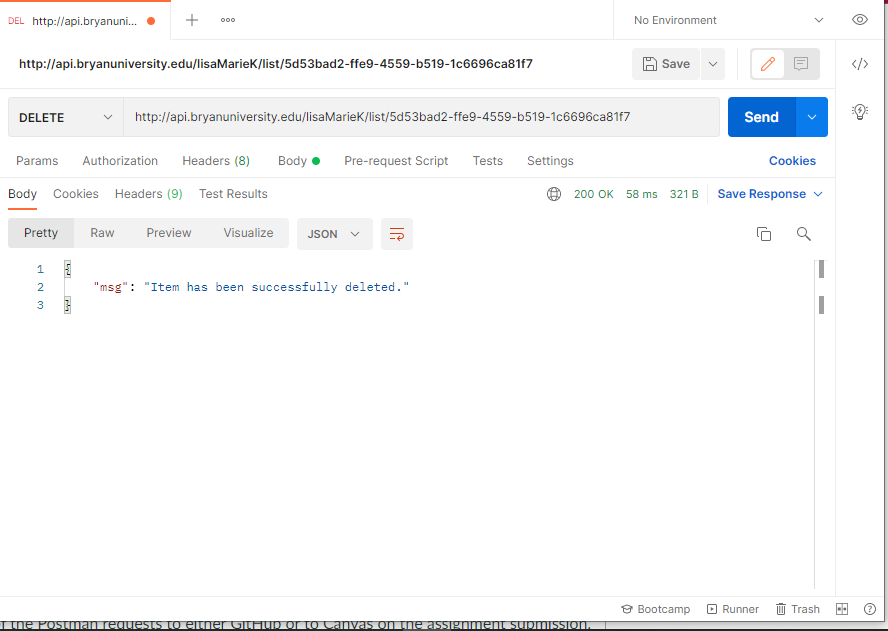 DEL http://api.bryanuni...
No Environment
http://api.bryanuniversity.edu/lisaMarieK/list/5d53bad2-ffe9-4559-b519-1c6696ca81f7
Save
DELETE
http://api.bryanuniversity.edu/lisaMarieK/list/5d53bad2-ffe9-4559-b519-1c6696ca81f7
Send
Params Authorization Headers (8) Body Pre-request Script Tests Settings Cookies
Body Cookies Headers (9) Test Results 200 OK 58 ms 321 B Save Response
Pretty Raw Preview Visualize JSON
1 {
2 "msg": "Item has been successfully deleted."
3 }
Bootcamp Runner Trash
of the Postman requests to either GitHub or to Canvas on the assignment submission.